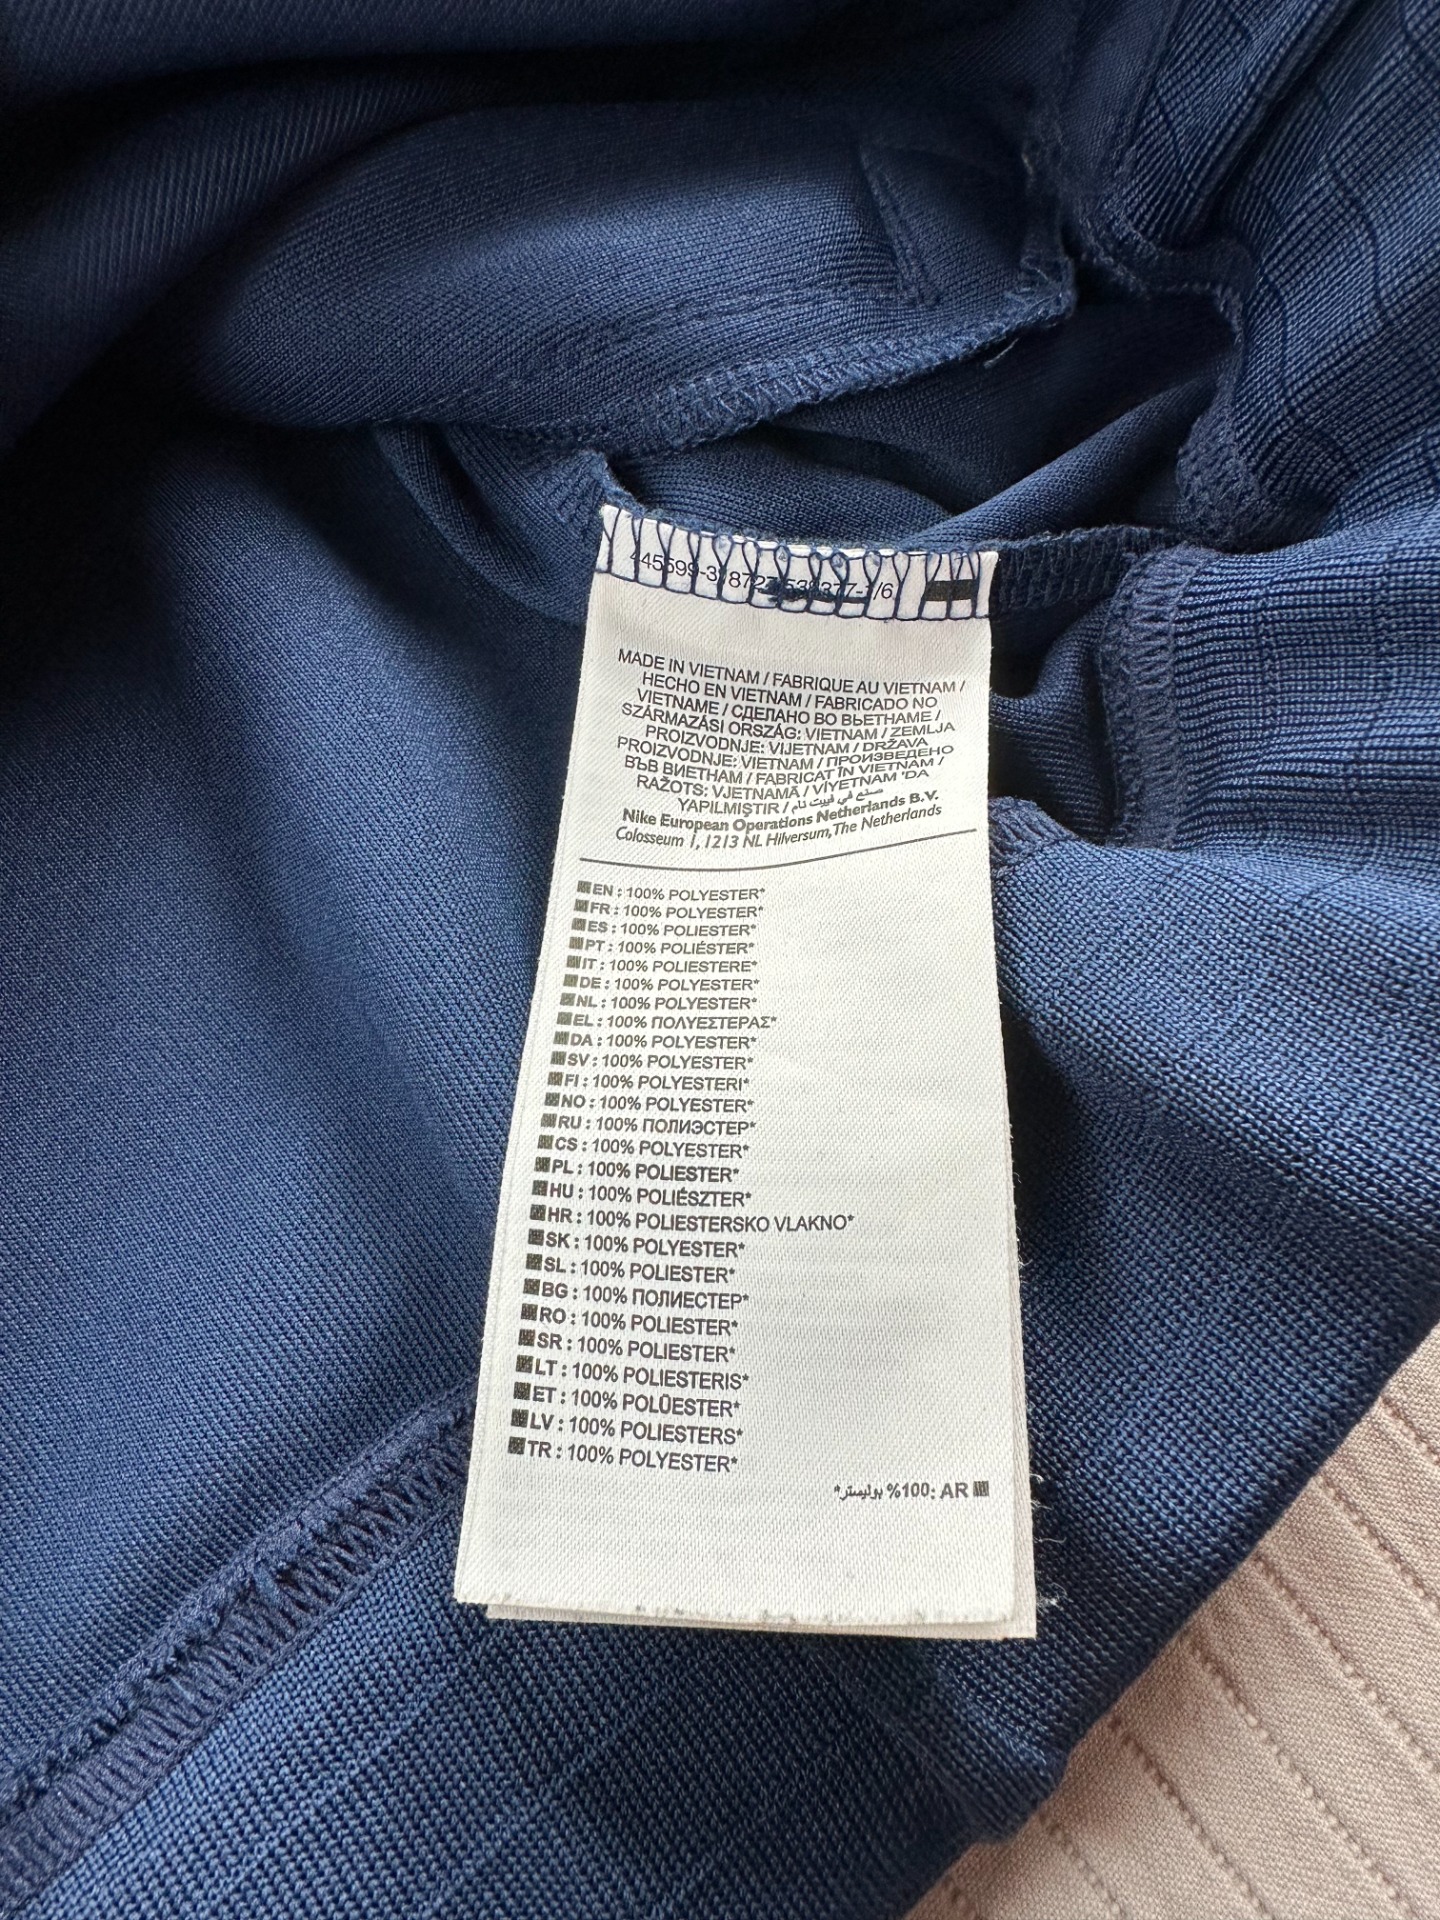 MADE IN VIETNAM / FABRIQUE AU VIETNAM /
HECHO EN VIETNAM / FABRICADO NO
VIETNAME / СДЕЛАНО ВО ВЬЕТНАМЕ /
SZÁRMAZÁSI ORSZÁG: VIETNAM / ZEMLJA
PROIZVODNJE: VIJETNAM / DRŽAVA
PROIZVODNJE: VIETNAM / ПРОИЗВЕДЕНО
ВЪВ ВИЕТНАМ / FABRICAT ÎN VIETNAM /
RAŽOTS: VJETNAMĀ / VİYETNAM 'DA
YAPILMIŞTIR / صنع في فييت نام
Nike European Operations Netherlands B.V.
Colosseum 1, 1213 NL Hilversum,The Netherlands
EN : 100% POLYESTER*
FR : 100% POLYESTER*
ES : 100% POLIESTER*
PT : 100% POLIÉSTER*
IT : 100% POLIESTERE*
DE : 100% POLYESTER*
NL : 100% POLYESTER*
EL : 100% ΠΟΛΥΕΣΤΕΡΑΣ*
DA : 100% POLYESTER*
SV : 100% POLYESTER*
FI : 100% POLYESTERI*
NO : 100% POLYESTER*
RU : 100% ПОЛИЭСТЕР*
CS : 100% POLYESTER*
PL : 100% POLIESTER*
HU : 100% POLIÉSZTER*
HR : 100% POLIESTERSKO VLAKNO*
SK : 100% POLYESTER*
SL : 100% POLIESTER*
BG : 100% ПОЛИЕСТЕР*
RO : 100% POLIESTER*
SR : 100% POLIESTER*
LT : 100% POLIESTERIS*
ET : 100% POLÜESTER*
LV : 100% POLIESTERS*
TR : 100% POLYESTER*
AR :100% بوليستر*